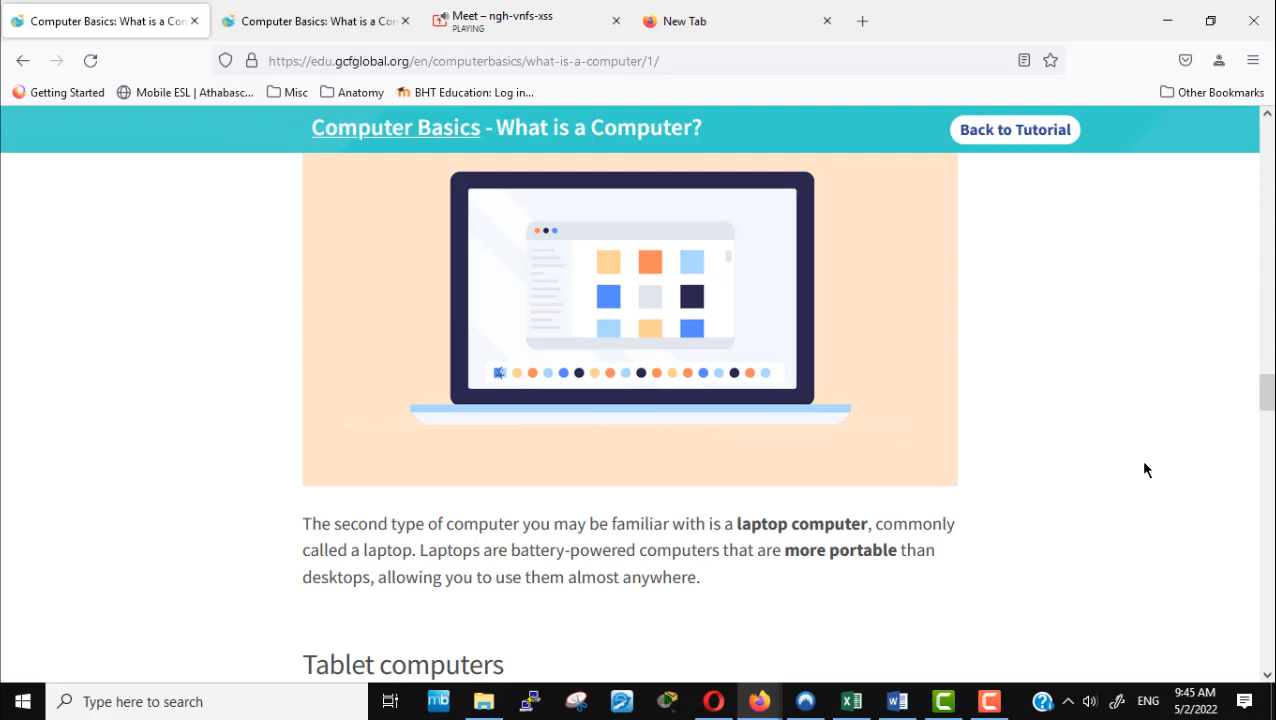 Computer Basics: What is a Con
Computer Basics: What is a Con
Meet – ngh-vnfs-xss
PLAYING
New Tab
https://edu.gcfglobal.org/en/computerbasics/what-is-a-computer/1/
Getting Started
Mobile ESL | Athabasc...
Misc
Anatomy
BHT Education: Log in...
Other Bookmarks
Computer Basics - What is a Computer?
Back to Tutorial
The second type of computer you may be familiar with is a laptop computer, commonly
called a laptop. Laptops are battery-powered computers that are more portable than
desktops, allowing you to use them almost anywhere.
Tablet computers
Type here to search
mb
ENG
9:45 AM
5/2/2022